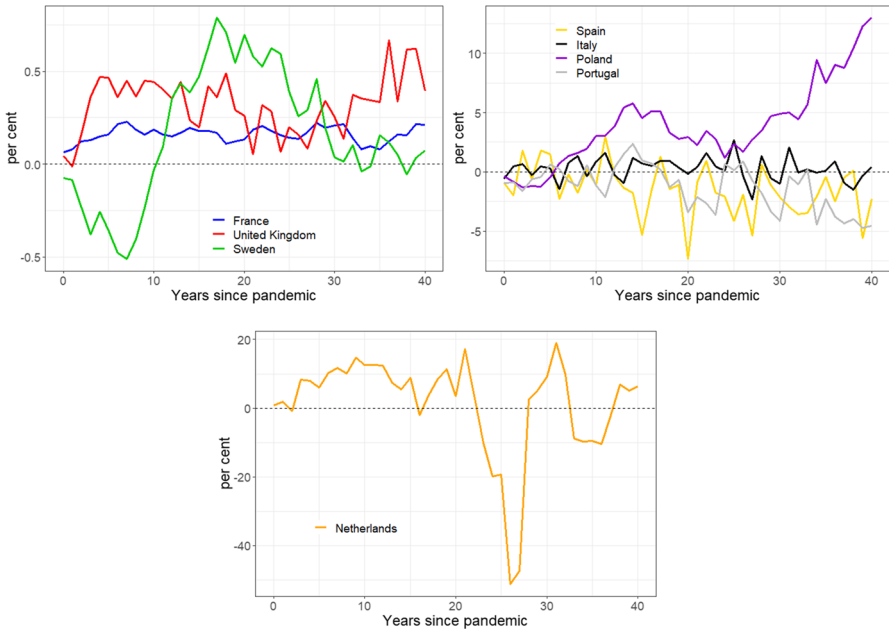 0.5
0.0
-0.5
per cent
France
United Kingdom
Sweden
0 10 20 30 40
Years since pandemic
10
5
0
-5
per cent
Spain
Italy
Poland
Portugal
0 10 20 30 40
Years since pandemic
20
0
-20
-40
per cent
Netherlands
0 10 20 30 40
Years since pandemic